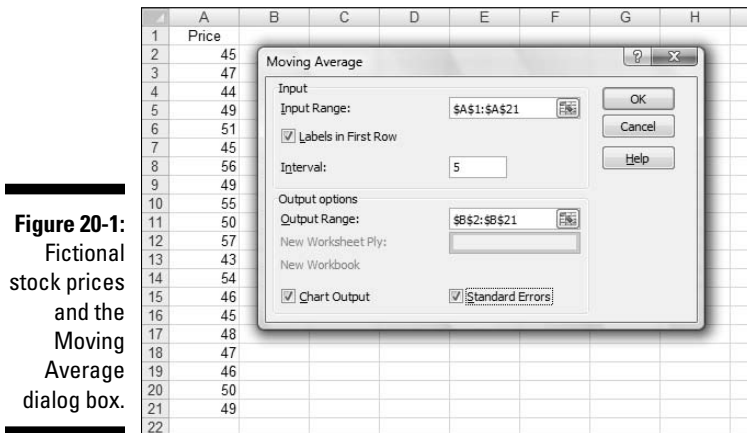 A B C D E F G H
1 Price
2 45
3 47
4 44
5 49
6 51
7 45
8 56
9 49
10 55
11 50
12 57
13 43
14 54
15 46
16 45
17 48
18 47
19 46
20 50
21 49
22
Moving Average
Input
Input Range: $A$1:$A$21
Labels in First Row
Interval: 5
Output options
Output Range: $B$2:$B$21
New Worksheet Ply:
New Workbook
Chart Output Standard Errors
OK
Cancel
Help
Figure 20-1:
Fictional
stock prices
and the
Moving
Average
dialog box.